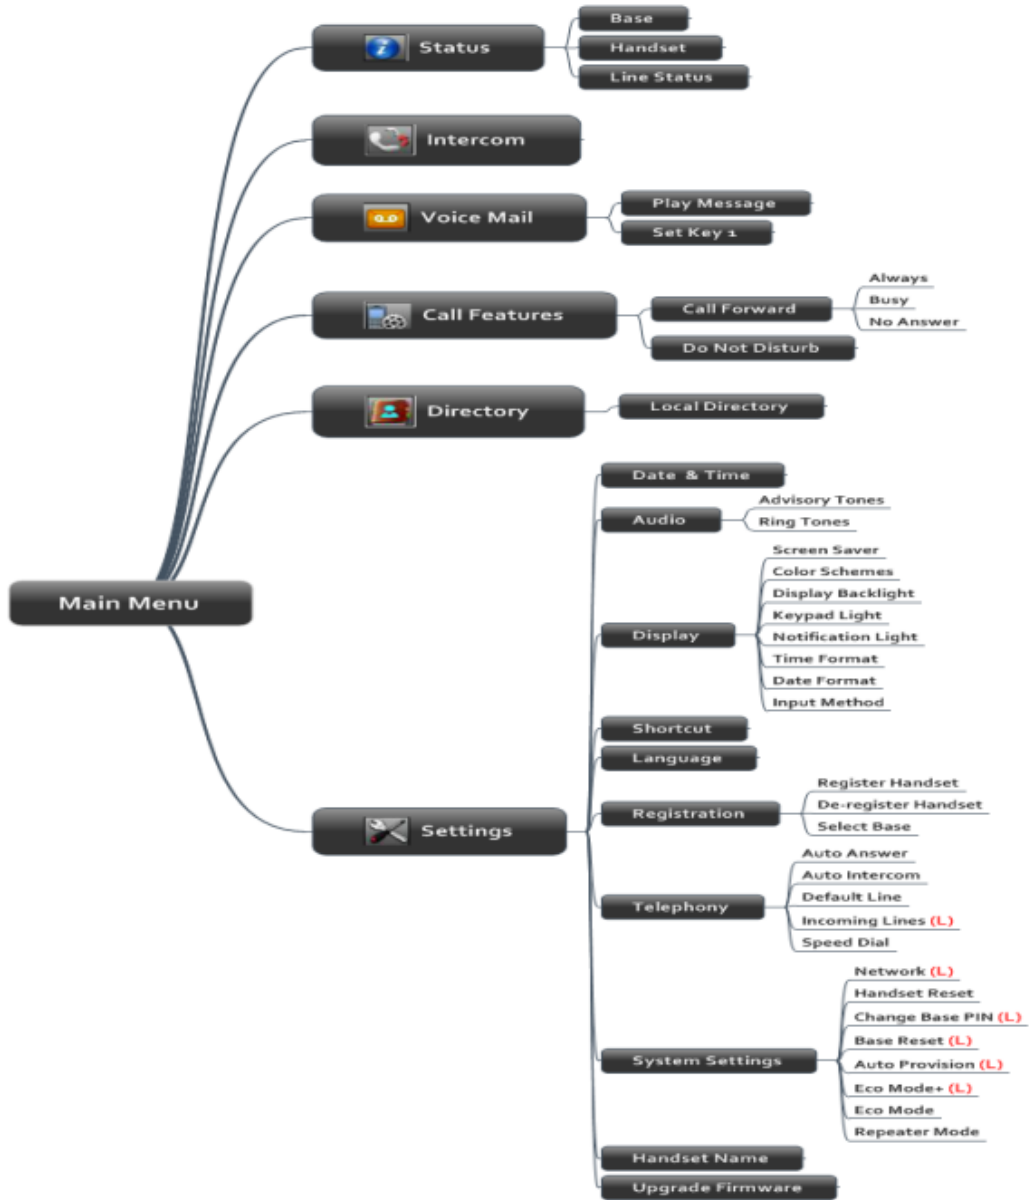 Main Menu
Status
Base
Handset
Line Status
Intercom
Voice Mail
Play Message
Set Key 1
Call Features
Call Forward
Always
Busy
No Answer
Do Not Disturb
Directory
Local Directory
Settings
Date & Time
Audio
Advisory Tones
Ring Tones
Display
Screen Saver
Color Schemes
Display Backlight
Keypad Light
Notification Light
Time Format
Date Format
Input Method
Shortcut
Language
Registration
Register Handset
De-register Handset
Select Base
Telephony
Auto Answer
Auto Intercom
Default Line
Incoming Lines (L)
Speed Dial
System Settings
Network (L)
Handset Reset
Change Base PIN (L)
Base Reset (L)
Auto Provision (L)
Eco Mode+ (L)
Eco Mode
Repeater Mode
Handset Name
Upgrade Firmware